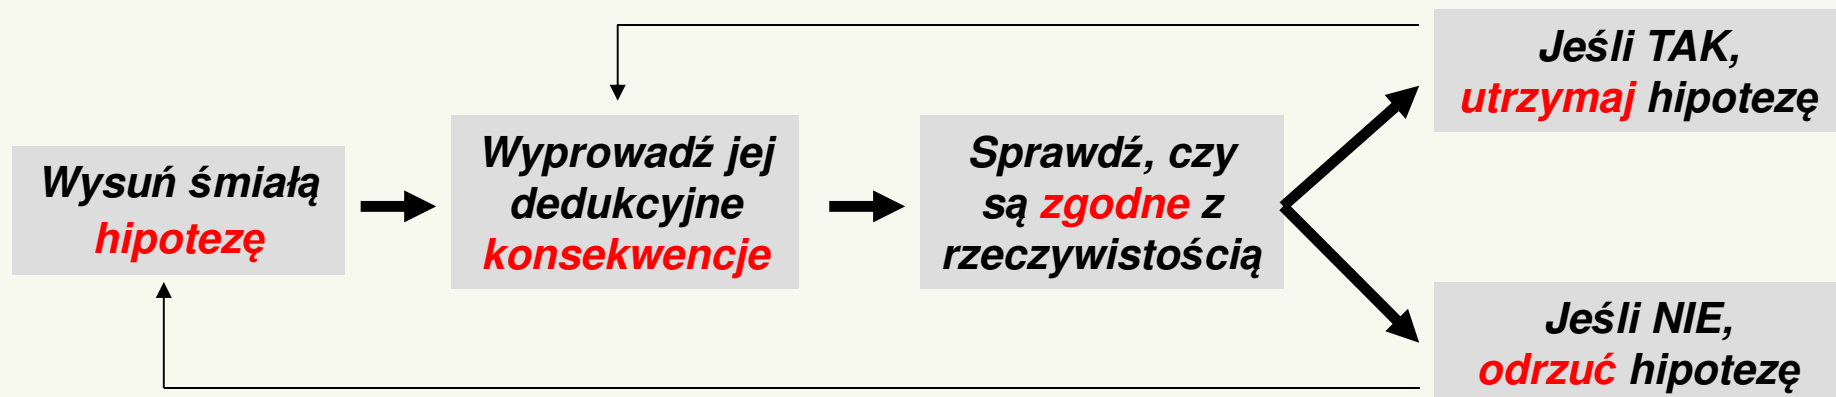 Wysuń śmiałą
hipotezę
Wyprowadź jej
dedukcyjne
konsekwencje
Sprawdź, czy
są zgodne z
rzeczywistością
Jeśli TAK,
utrzymaj hipotezę
Jeśli NIE,
odrzuć hipotezę